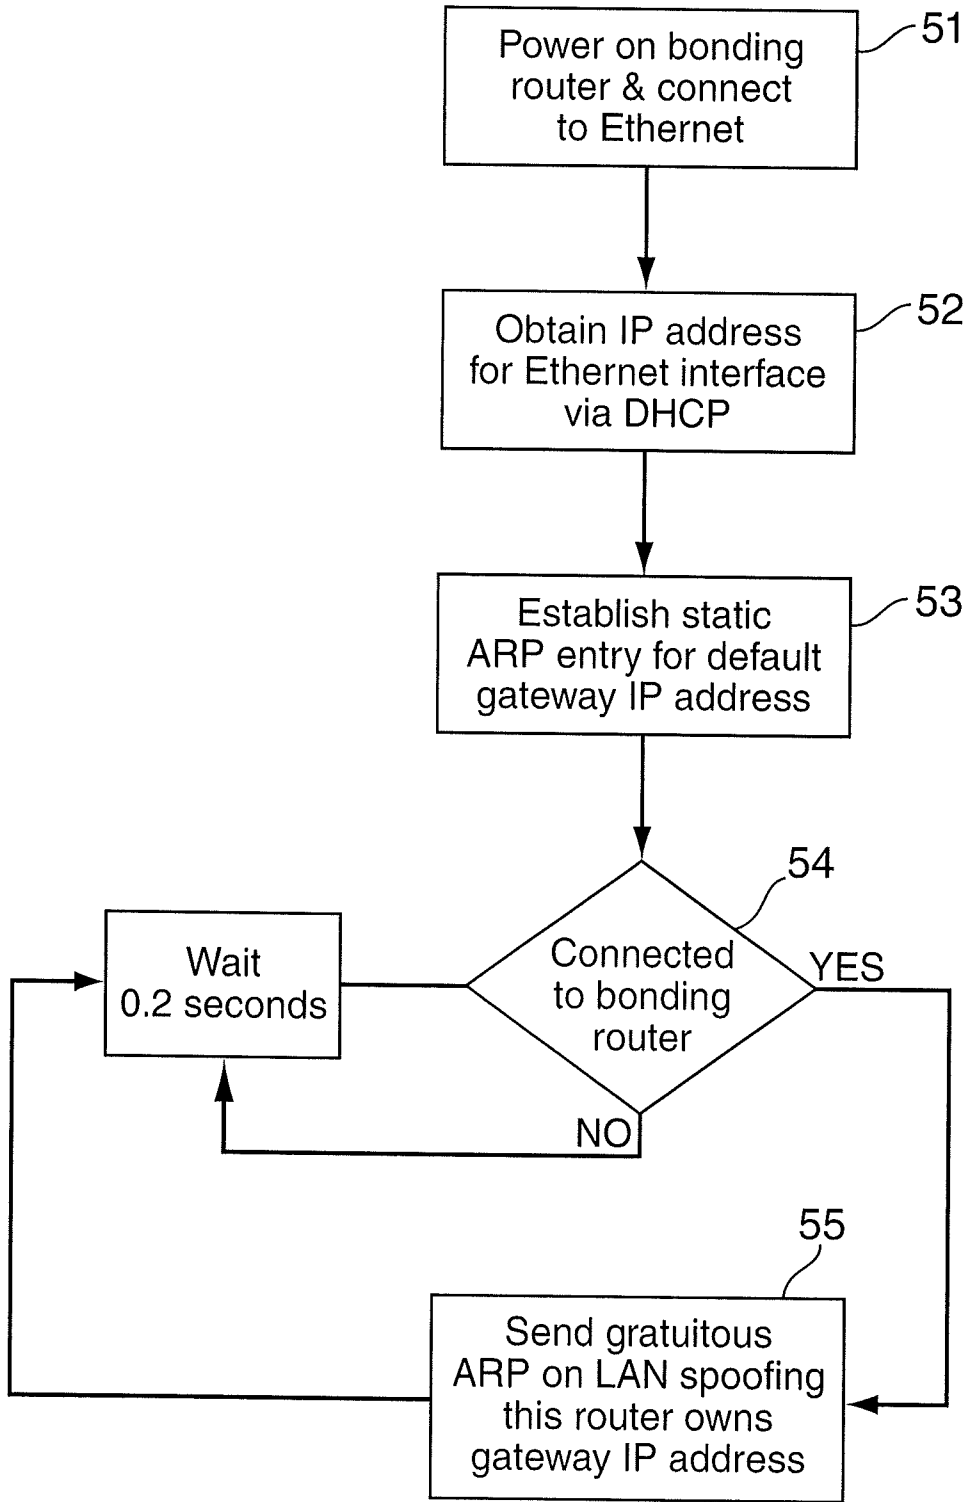 Power on bonding
router & connect
to Ethernet
51
Obtain IP address
for Ethernet interface
via DHCP
52
Establish static
ARP entry for default
gateway IP address
53
54
Wait
0.2 seconds
Connected
to bonding
router
YES
NO
55
Send gratuitous
ARP on LAN spoofing
this router owns
gateway IP address